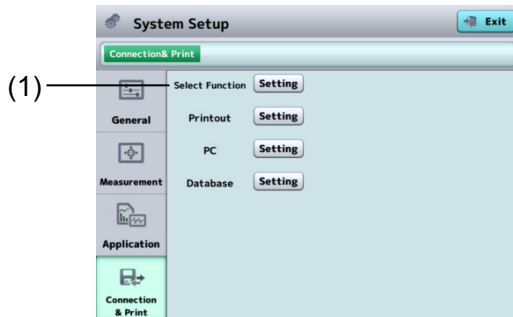 System Setup
Exit
Connection& Print
(1)
Select Function Setting
General
Printout Setting
PC Setting
Measurement
Database Setting
Application
Connection
& Print